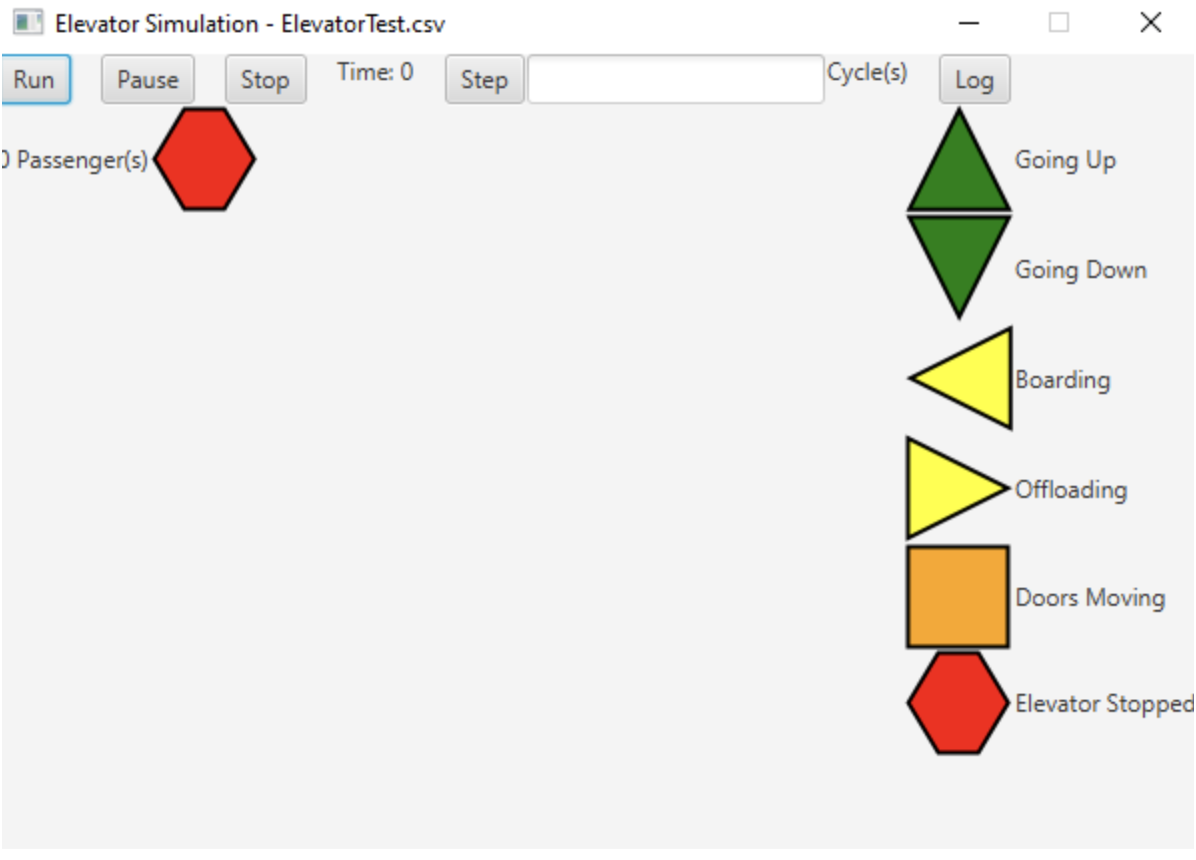 Elevator Simulation - ElevatorTest.csv
Run Pause Stop Time: 0 Step Cycle(s) Log
0 Passenger(s)
Going Up
Going Down
Boarding
Offloading
Doors Moving
Elevator Stopped